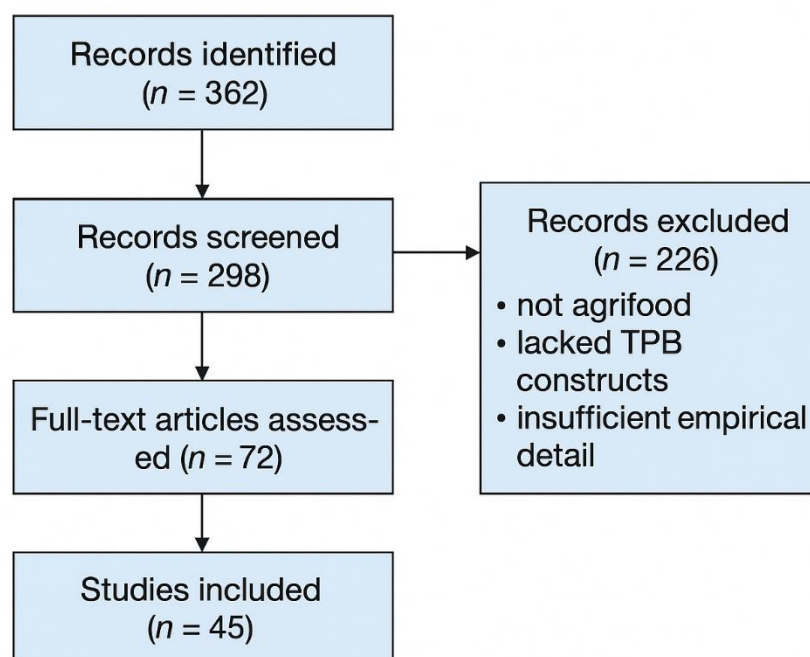 Records identified
(n = 362)
Records screened
(n = 298)
Records excluded
(n = 226)
• not agrifood
• lacked TPB
constructs
• insufficient empirical
detail
Full-text articles assess-
ed (n = 72)
Studies included
(n = 45)